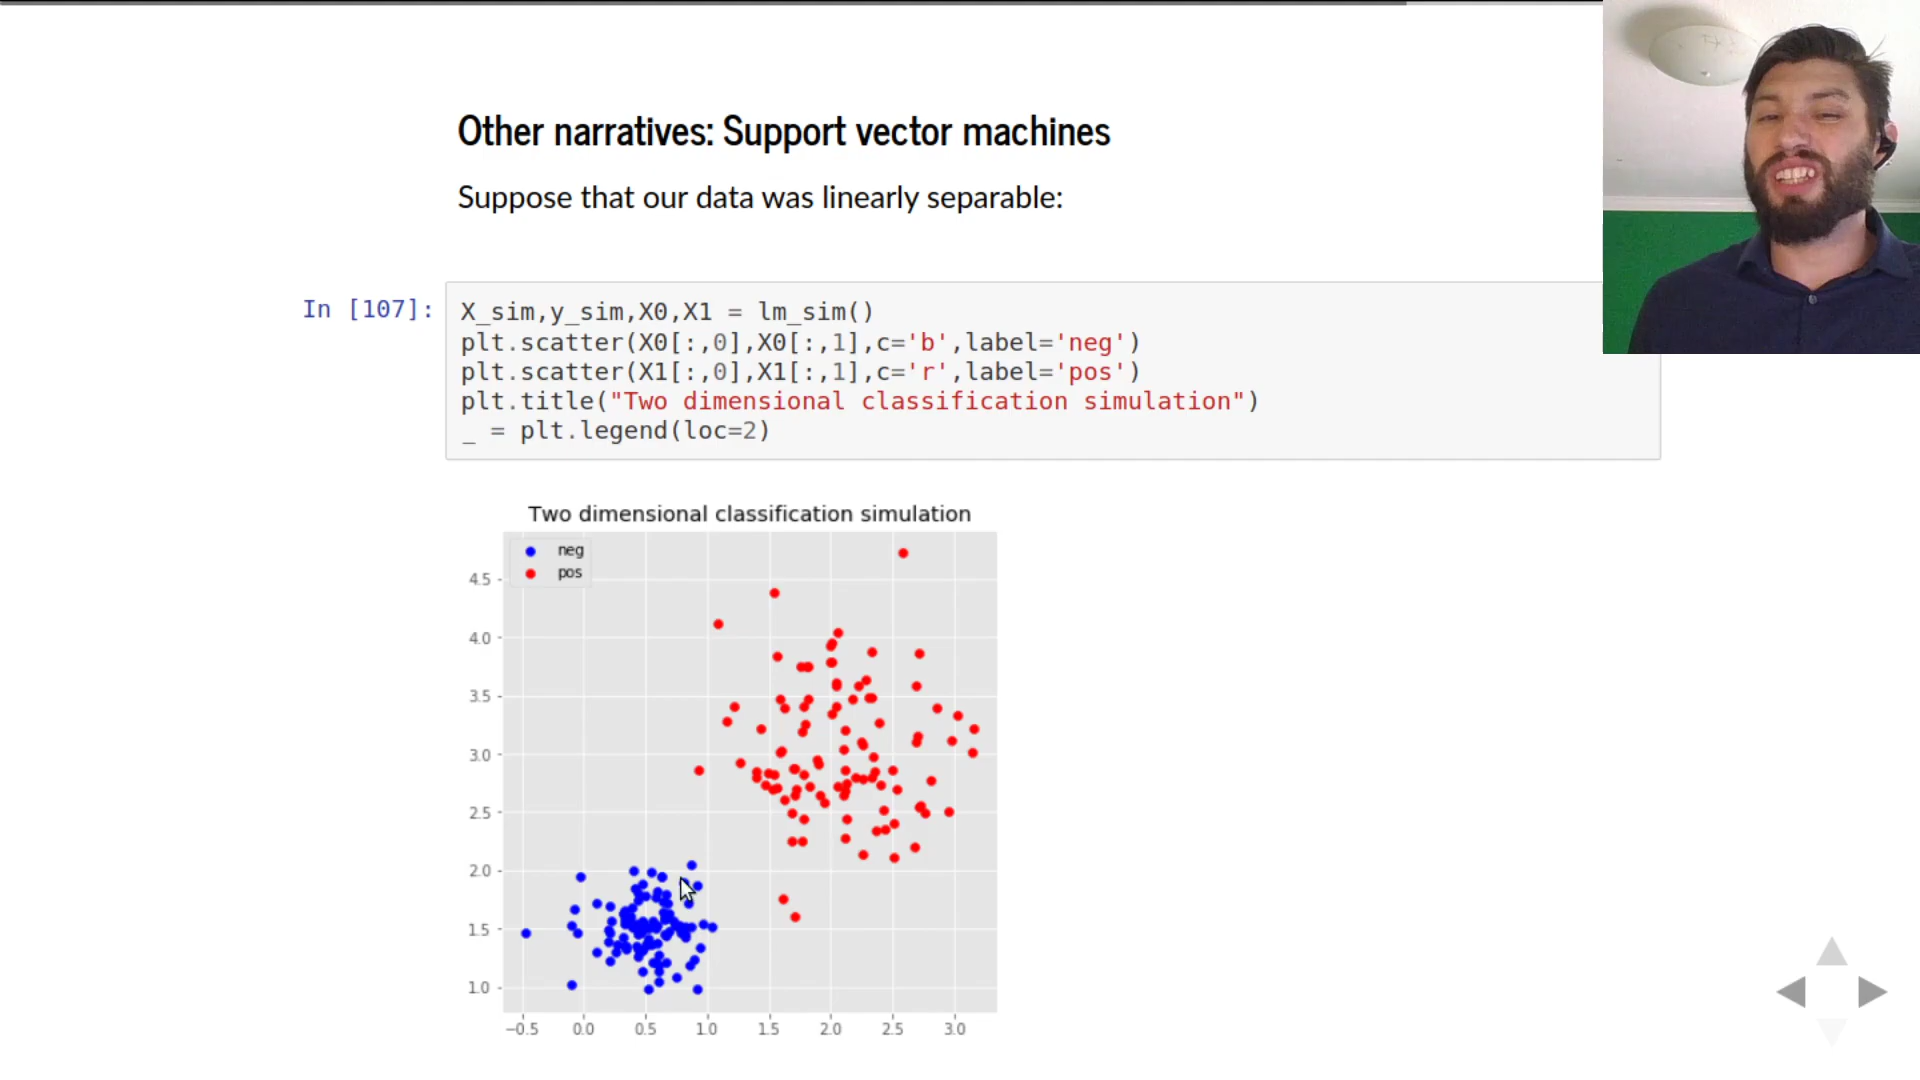 Other narratives: Support vector machines
Suppose that our data was linearly separable:
In [107]:
X_sim,y_sim,X0,X1 = lm_sim()
plt.scatter(X0[:,0],X0[:,1],c='b',label='neg')
plt.scatter(X1[:,0],X1[:,1],c='r',label='pos')
plt.title("Two dimensional classification simulation")
_ = plt.legend(loc=2)
Two dimensional classification simulation
neg
pos
4.5
4.0
3.5
3.0
2.5
2.0
1.5
1.0
−0.5 0.0 0.5 1.0 1.5 2.0 2.5 3.0